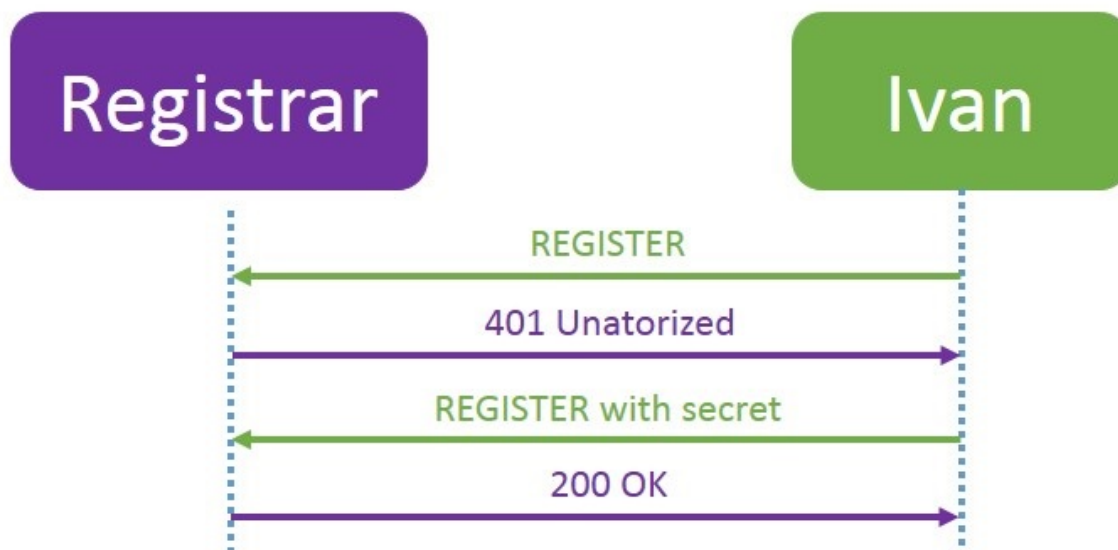 Registrar
Ivan
REGISTER
401 Unatorized
REGISTER with secret
200 OK